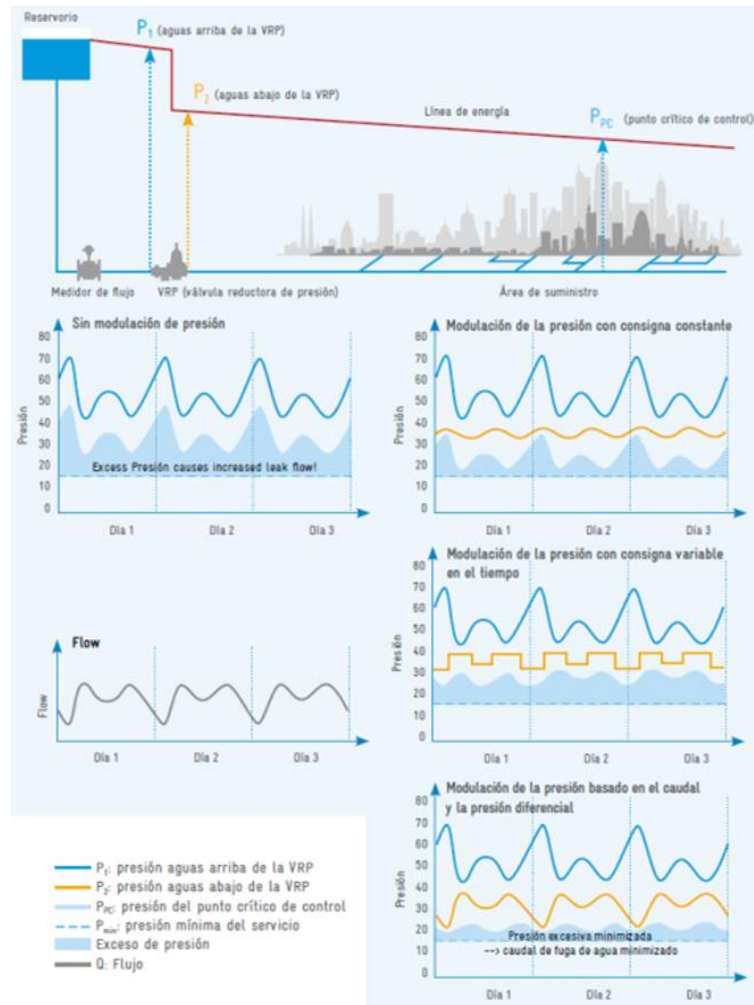 Reservorio
P1 (aguas arriba de la VRP)
P2 (aguas abajo de la VRP)
Línea de energía
PPC (punto crítico de control)
Medidor de flujo
VRP (válvula reductora de presión)
Área de suministro
Sin modulación de presión
80
70
60
50
40
30
20
10
0
Presión
Excess Presión causes increased leak flow!
Día 1
Día 2
Día 3
Modulación de la presión con consigna constante
80
70
60
50
40
30
20
10
0
Presión
Día 1
Día 2
Día 3
Modulación de la presión con consigna variable
en el tiempo
80
70
60
50
40
30
20
10
0
Presión
Día 1
Día 2
Día 3
Flow
Flow
Día 1
Día 2
Día 3
Modulación de la presión basado en el caudal
y la presión diferencial
80
70
60
50
40
30
20
10
0
Presión
Presión excesiva minimizada
--> caudal de fuga de agua minimizado
Día 1
Día 2
Día 3
P1: presión aguas arriba de la VRP
P2: presión aguas abajo de la VRP
PPC: presión del punto crítico de control
Pmin: presión mínima del servicio
Exceso de presión
Q: Flujo